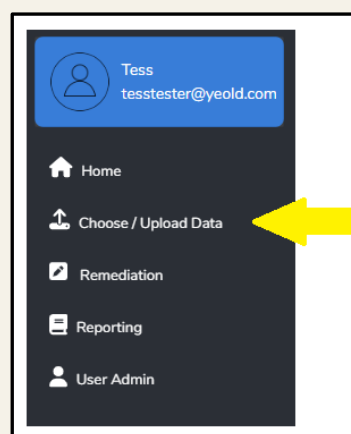 Tess
tesstester@yeold.com
Home
Choose / Upload Data
Remediation
Reporting
User Admin